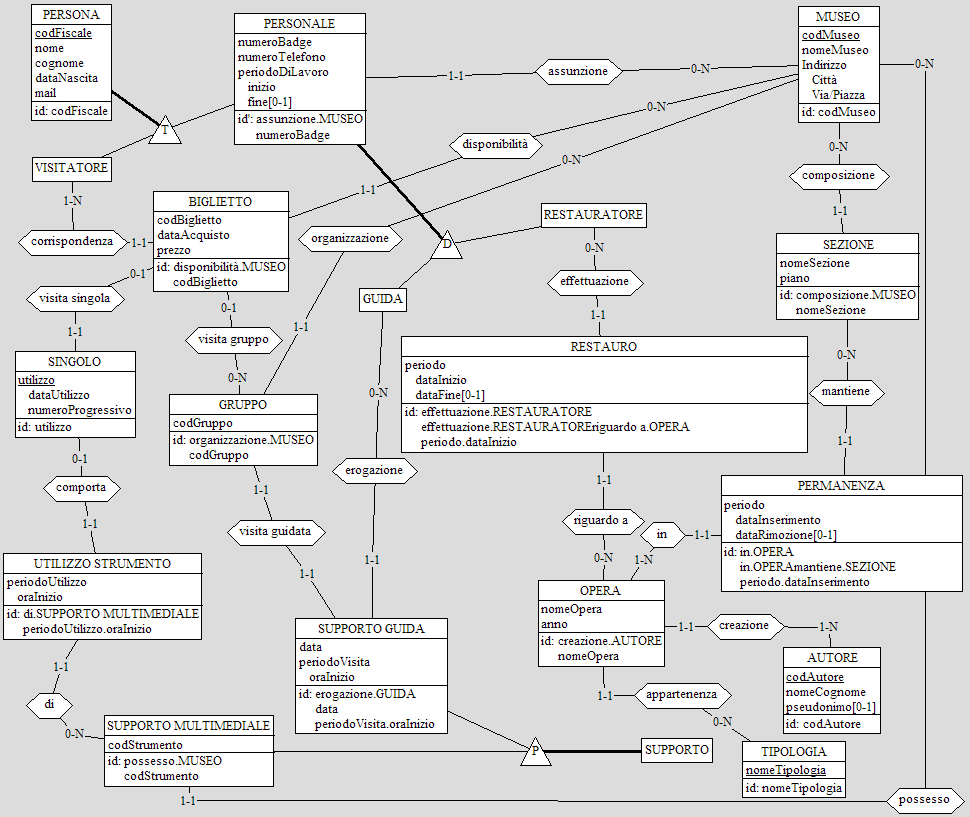 PERSONA
codFiscale
nome
cognome
dataNascita
mail
id: codFiscale
PERSONALE
numeroBadge
numeroTelefono
periodoDiLavoro
inizio
fine[0-1]
id': assunzione.MUSEO
numeroBadge
1-1
assunzione
0-N
MUSEO
codMuseo
nomeMuseo
Indirizzo
Città
Via/Piazza
id: codMuseo
0-N
T
VISITATORE
1-N
corrispondenza
1-1
0-1
BIGLIETTO
codBiglietto
dataAcquisto
prezzo
id: disponibilità.MUSEO
codBiglietto
1-1
disponibilità
0-N
0-N
organizzazione
1-1
D
RESTAURATORE
0-N
effettuazione
1-1
0-N
composizione
1-1
SEZIONE
nomeSezione
piano
id: composizione.MUSEO
nomeSezione
0-N
mantiene
1-1
visita singola
1-1
SINGOLO
utilizzo
dataUtilizzo
numeroProgressivo
id: utilizzo
0-1
comporta
1-1
0-1
visita gruppo
0-N
GRUPPO
codGruppo
id: organizzazione.MUSEO
codGruppo
1-1
visita guidata
1-1
GUIDA
0-N
erogazione
1-1
RESTAURO
periodo
dataInizio
dataFine[0-1]
id: effettuazione.RESTAURATORE
effettuazione.RESTAURATOREriguardo a.OPERA
periodo.dataInizio
1-1
riguardo a
0-N
in
1-1
1-N
PERMANENZA
periodo
dataInserimento
dataRimozione[0-1]
id: in.OPERA
in.OPERAmantiene.SEZIONE
periodo.dataInserimento
UTILIZZO STRUMENTO
periodoUtilizzo
oraInizio
id: di.SUPPORTO MULTIMEDIALE
periodoUtilizzo.oraInizio
1-1
di
0-N
SUPPORTO MULTIMEDIALE
codStrumento
id: possesso.MUSEO
codStrumento
1-1
SUPPORTO GUIDA
data
periodoVisita
oraInizio
id: erogazione.GUIDA
data
periodoVisita.oraInizio
P
SUPPORTO
OPERA
nomeOpera
anno
id: creazione.AUTORE
nomeOpera
1-1
creazione
1-N
AUTORE
codAutore
nomeCognome
pseudonimo[0-1]
id: codAutore
1-1
appartenenza
0-N
TIPOLOGIA
nomeTipologia
id: nomeTipologia
possesso